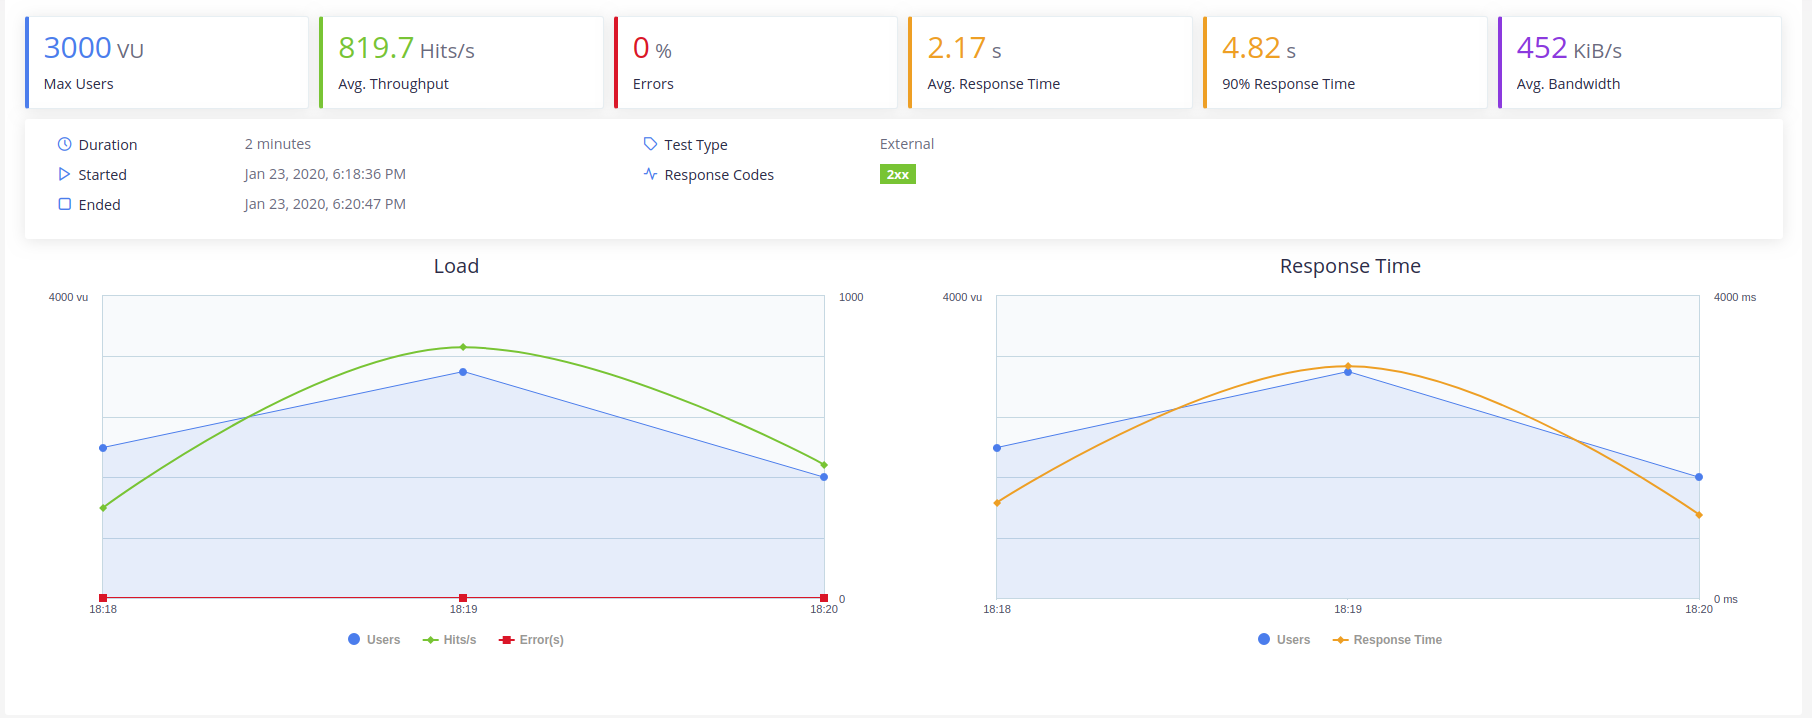 3000 VU
Max Users
819.7 Hits/s
Avg. Throughput
0 %
Errors
2.17 s
Avg. Response Time
4.82 s
90% Response Time
452 KiB/s
Avg. Bandwidth
Duration 2 minutes
Started Jan 23, 2020, 6:18:36 PM
Ended Jan 23, 2020, 6:20:47 PM
Test Type External
Response Codes 2xx
Load
4000 vu
1000
0
18:18 18:19 18:20
Users Hits/s Error(s)
Response Time
4000 vu
4000 ms
0 ms
18:18 18:19 18:20
Users Response Time